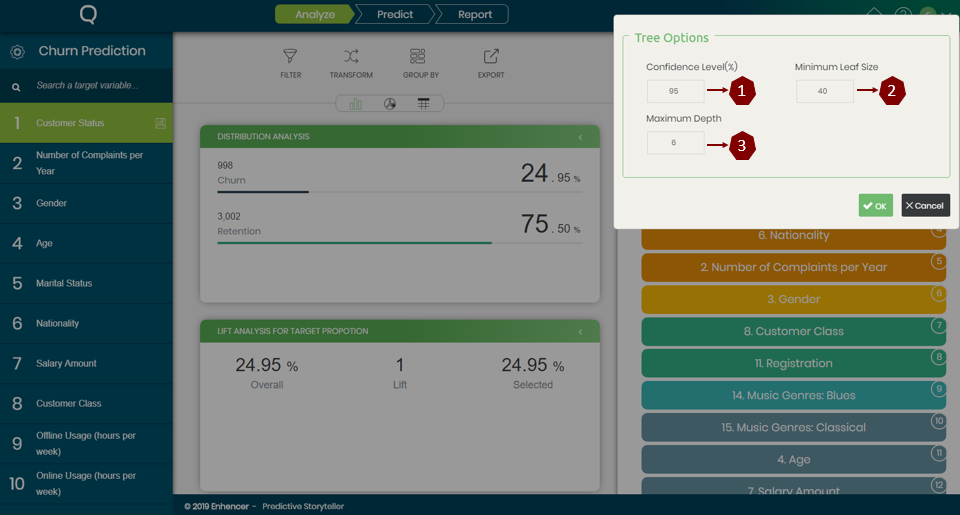 Analyze
Predict
Report
Churn Prediction
Search a target variable...
1 Customer Status
2 Number of Complaints per
Year
3 Gender
4 Age
5 Marital Status
6 Nationality
7 Salary Amount
8 Customer Class
9 Offline Usage (hours per
week)
10 Online Usage (hours per
week)
FILTER
TRANSFORM
GROUP BY
EXPORT
DISTRIBUTION ANALYSIS
998
Churn
24.95 %
3,002
Retention
75.50 %
LIFT ANALYSIS FOR TARGET PROPOTION
24.95 %
1
24.95 %
Overall
Lift
Selected
Tree Options
Confidence Level(%)
Minimum Leaf Size
95
1
40
2
Maximum Depth
6
3
OK
Cancel
6. Nationality
2. Number of Complaints per Year
5
3. Gender
6
8. Customer Class
7
11. Registration
8
14. Music Genres: Blues
9
15. Music Genres: Classical
10
4. Age
11
7. Salary Amount
12
© 2019 Enhencer - Predictive Storyteller